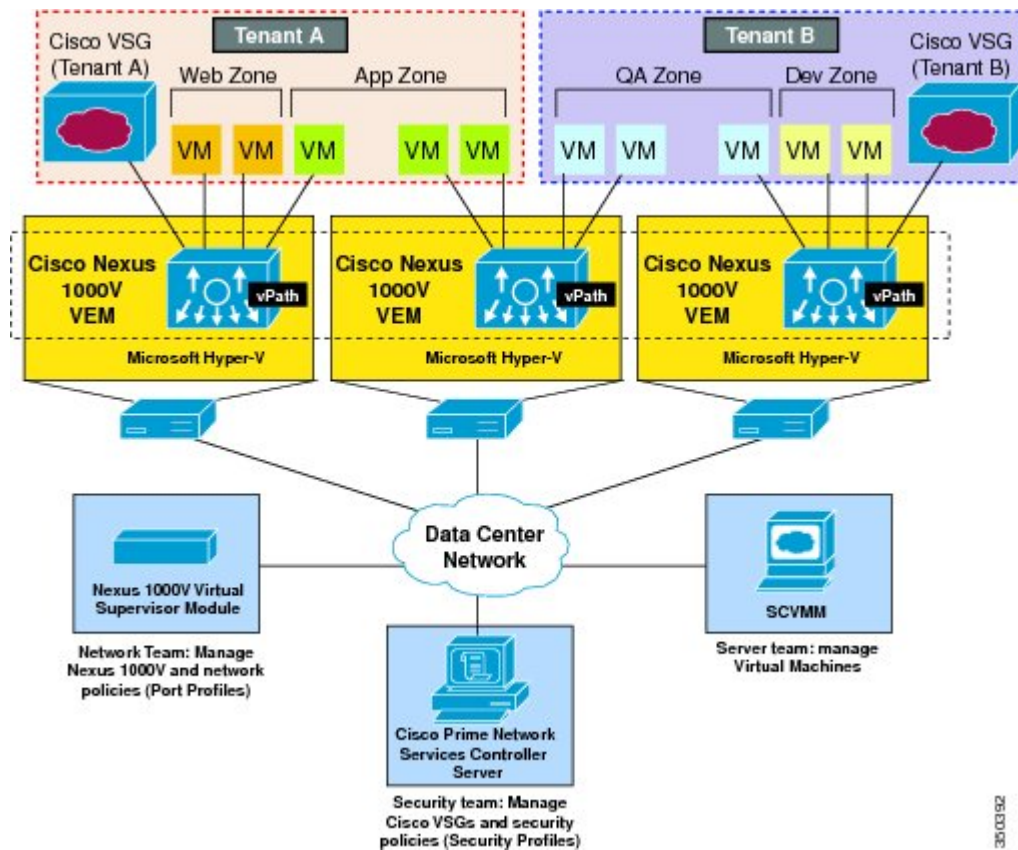 Tenant A
Tenant B
Cisco VSG
(Tenant A)
Web Zone
App Zone
QA Zone
Dev Zone
Cisco VSG
(Tenant B)
VM
VM
VM
VM
VM
VM
VM
VM
VM
VM
Cisco Nexus
1000V
VEM
vPath
Microsoft Hyper-V
Cisco Nexus
1000V
VEM
vPath
Microsoft Hyper-V
Cisco Nexus
1000V
VEM
vPath
Microsoft Hyper-V
Data Center
Network
Nexus 1000V Virtual
Supervisor Module
Network Team: Manage
Nexus 1000V and network
policies (Port Profiles)
SCVMM
Server team: manage
Virtual Machines
Cisco Prime Network
Services Controller
Server
Security team: Manage
Cisco VSGs and security
policies (Security Profiles)
350392